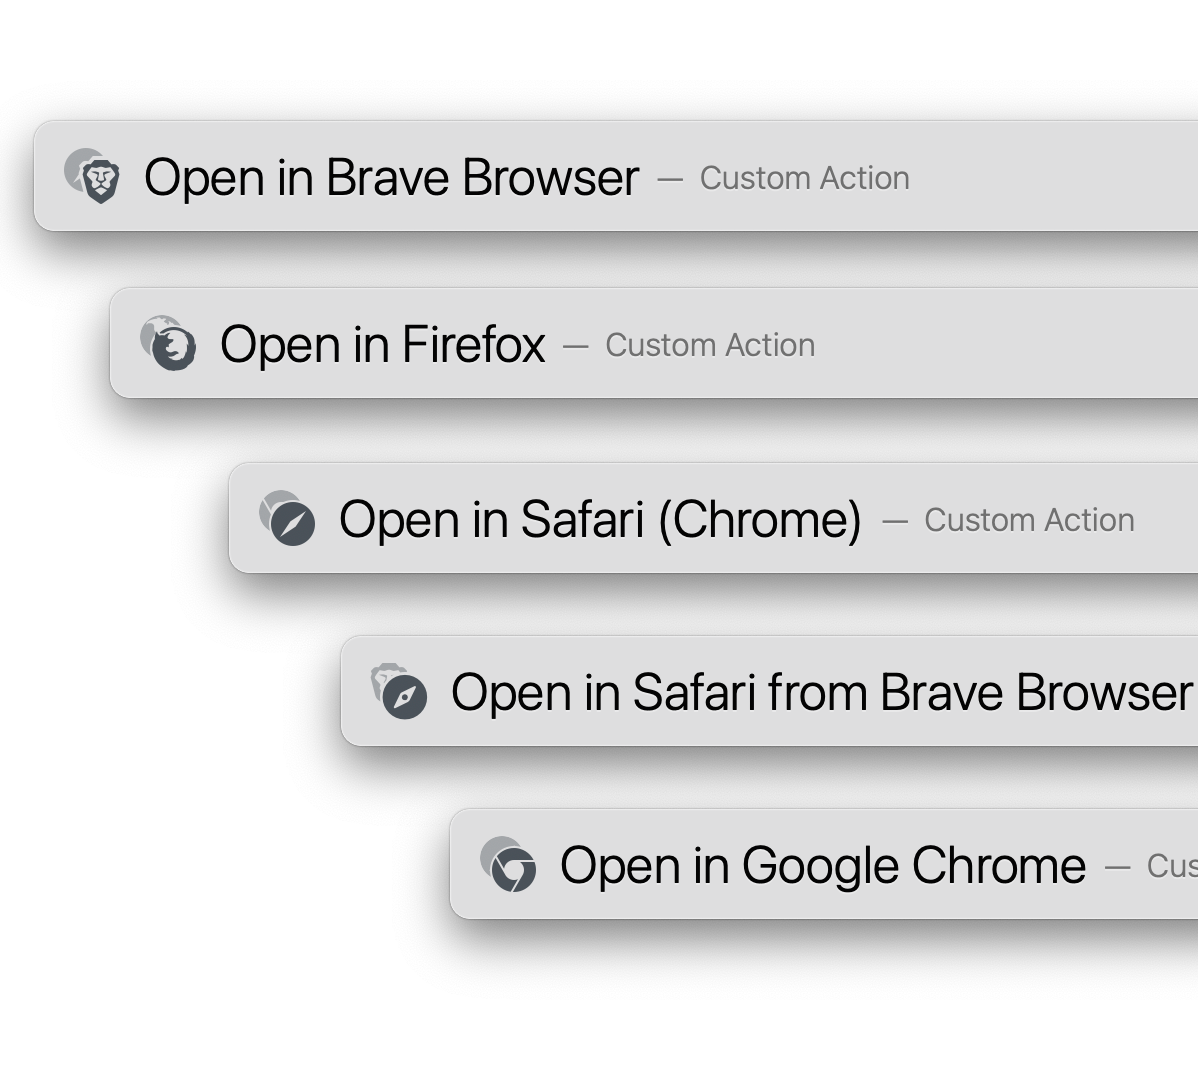 Open in Brave Browser — Custom Action
Open in Firefox — Custom Action
Open in Safari (Chrome) — Custom Action
Open in Safari from Brave Browser
Open in Google Chrome — Cus